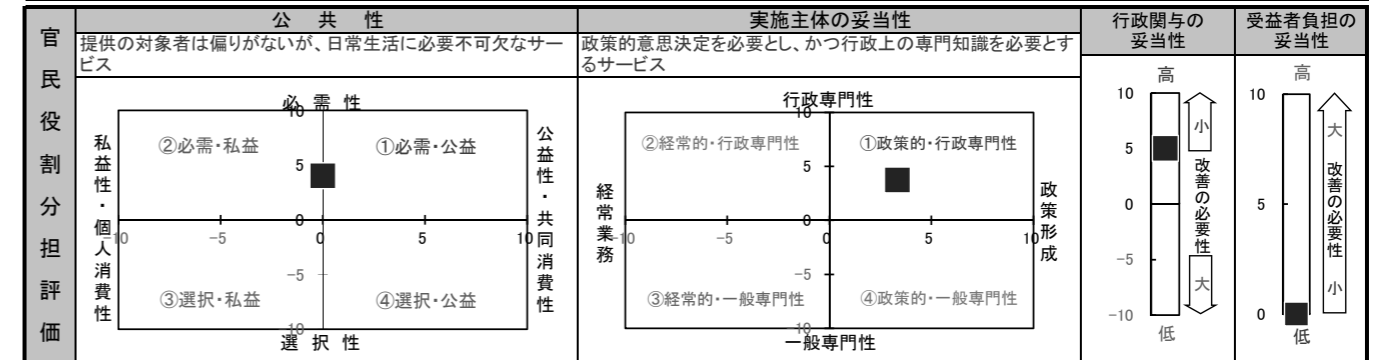 官民役割分担評価
公共性
提供の対象者は偏りがないが、日常生活に必要不可欠なサービス
必需性
10
私益性・個人消費性
②必需・私益
①必需・公益
公益性・共同消費性
5
0
-10
-5
0
5
10
-5
③選択・私益
④選択・公益
-10
選択性
実施主体の妥当性
政策的意思決定を必要とし、かつ行政上の専門知識を必要とす
るサービス
行政専門性
10
②経常的・行政専門性
①政策的・行政専門性
5
経常業務
政策形成
0
-10
-5
0
5
10
-5
③経常的・一般専門性
④政策的・一般専門性
-10
一般専門性
行政関与の
妥当性
高
10
5
0
-5
-10
小
改善の必要性
大
低
受益者負担の
妥当性
高
10
5
0
大
改善の必要性
小
低